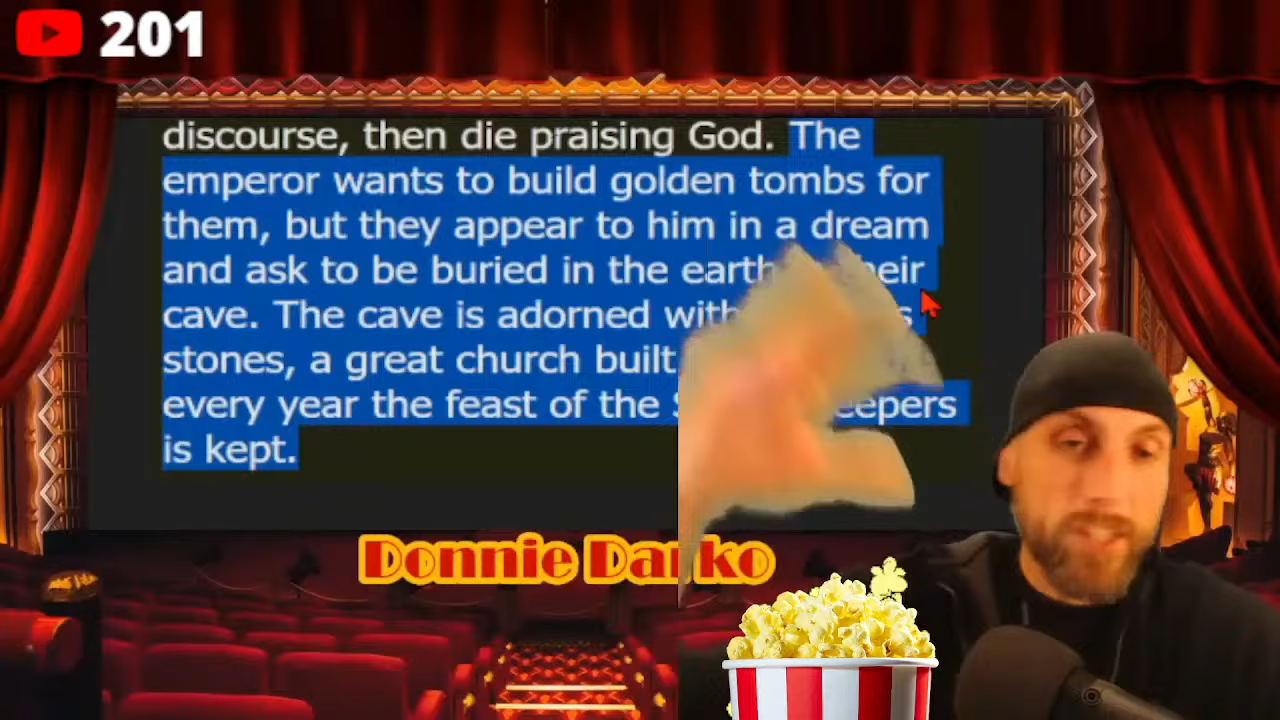 201
discourse, then die praising God. The
emperor wants to build golden tombs for
them, but they appear to him in a dream
and ask to be buried in the earth
cave. The cave is adorned with
stones, a great church built
every year the feast of the
is kept.
Donnie Darko